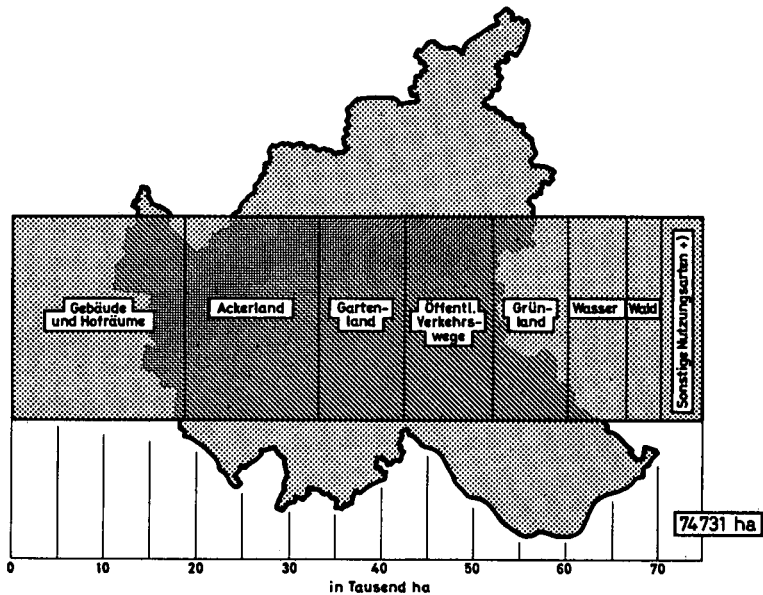 Gebäude
und Hofräume
Ackerland
Garten-
land
Öffentl.
Verkehrs-
wege
Grün-
land
Wasser
Wald
Sonstige Nutzungsarten +)
74731 ha
0 10 20 30 40 50 60 70
in Tausend ha